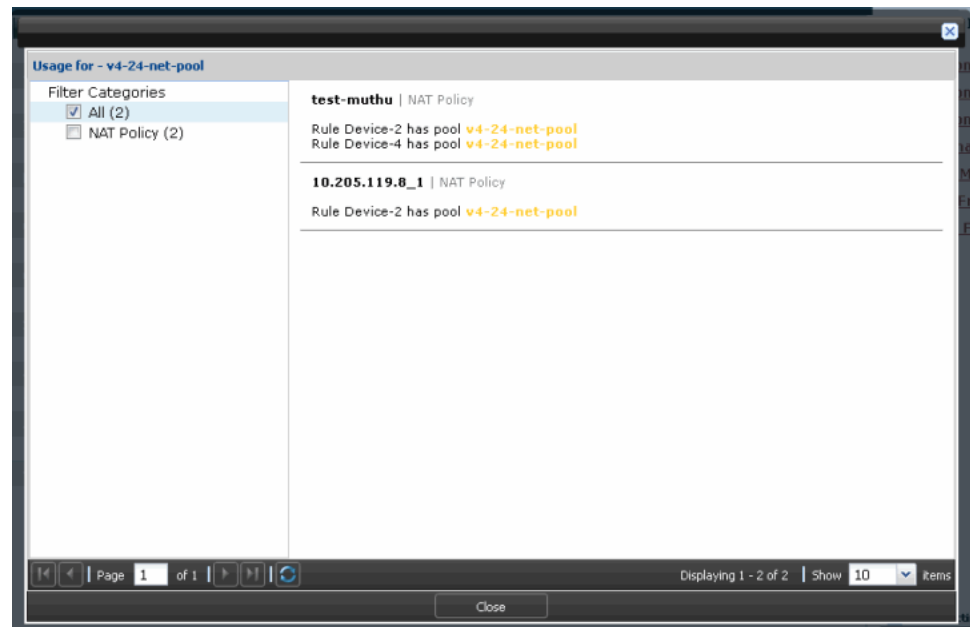 Usage for - v4-24-net-pool
Filter Categories
All (2)
NAT Policy (2)
test-muthu | NAT Policy
Rule Device-2 has pool v4-24-net-pool
Rule Device-4 has pool v4-24-net-pool
10.205.119.8_1 | NAT Policy
Rule Device-2 has pool v4-24-net-pool
Page 1 of 1
Displaying 1 - 2 of 2 | Show 10 items
Close